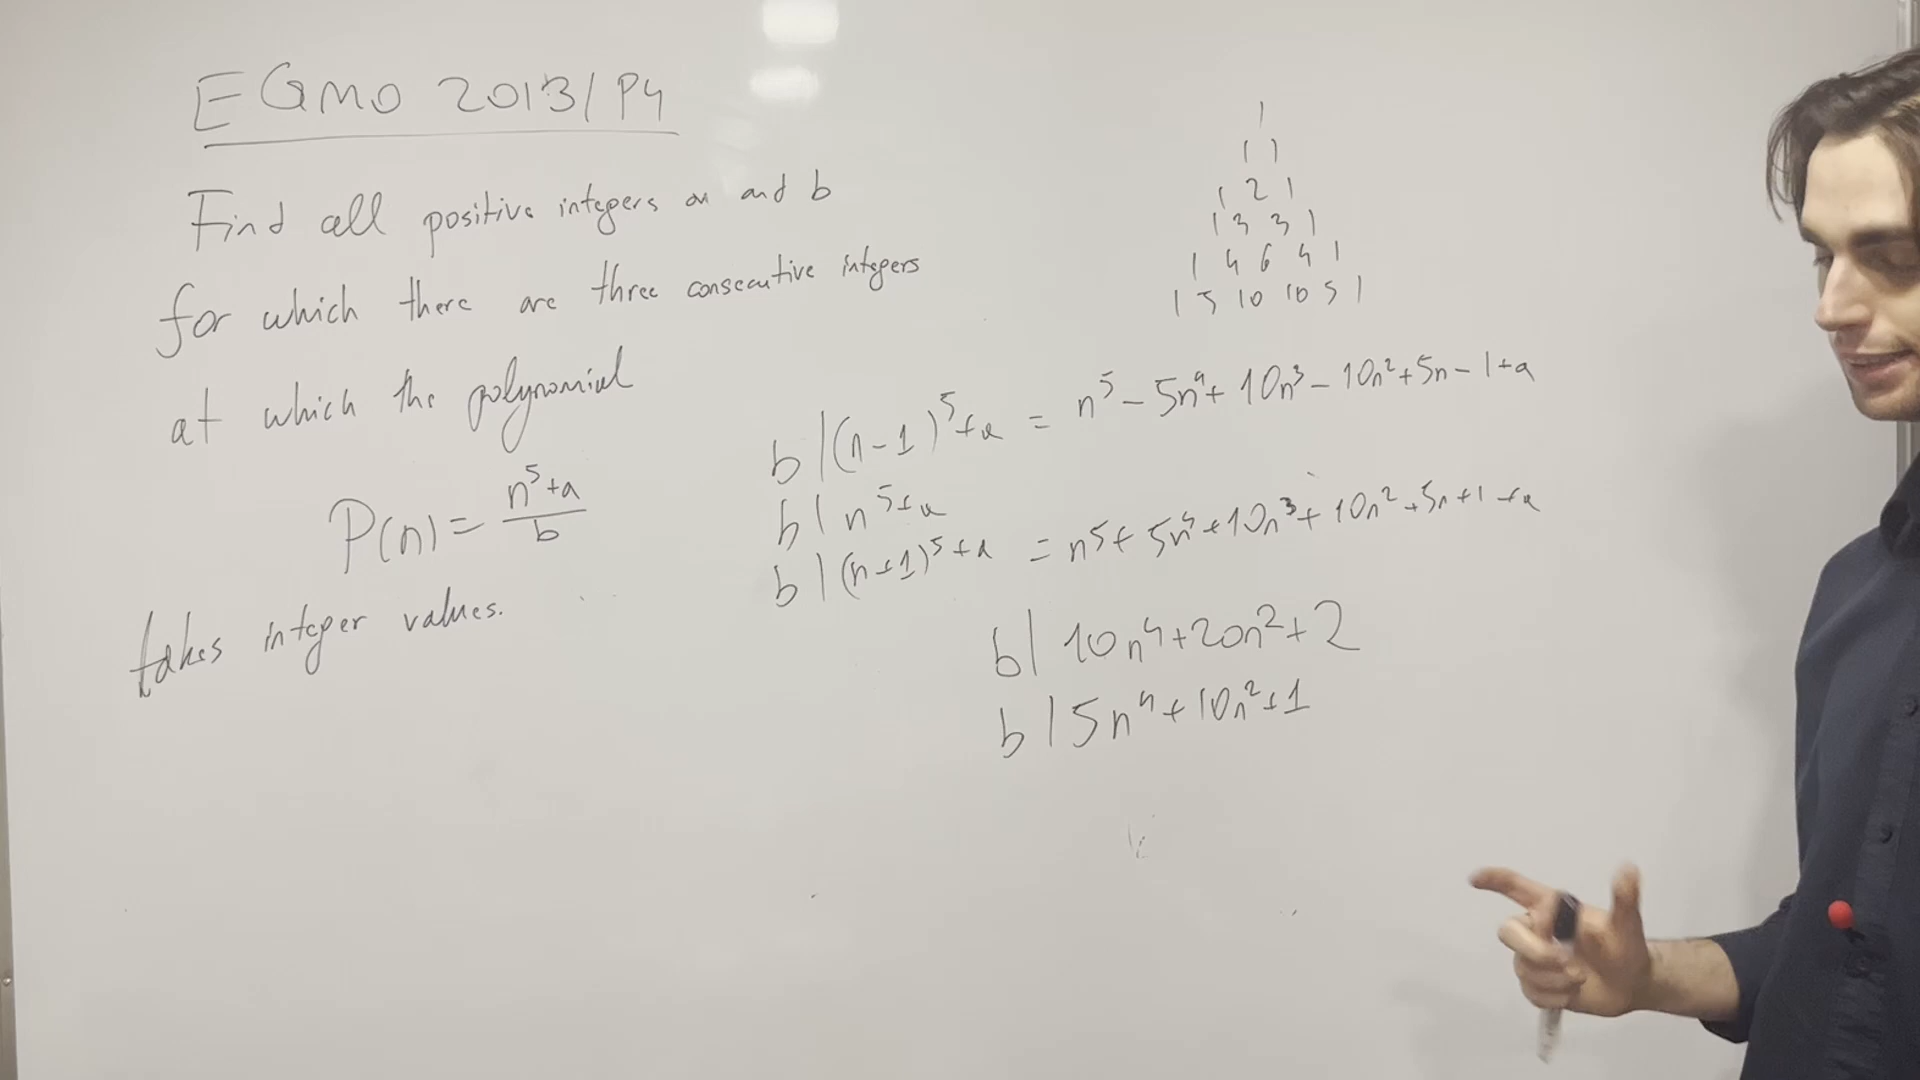 EGMO 2013/P4
Find all positive integers a and b
for which there are three consecutive integers
at which the polynomial
P(n) = \frac{n^5+a}{b}
takes integer values.
1
1 1
1 2 1
1 3 3 1
1 4 6 4 1
1 5 10 10 5 1
b | (n-1)^5+a = n^5 - 5n^4 + 10n^3 - 10n^2 + 5n - 1 + a
b | n^5+a
b | (n+1)^5+a = n^5 + 5n^4 + 10n^3 + 10n^2 + 5n + 1 + a
b | 10n^4 + 20n^2 + 2
b | 5n^4 + 10n^2 + 1